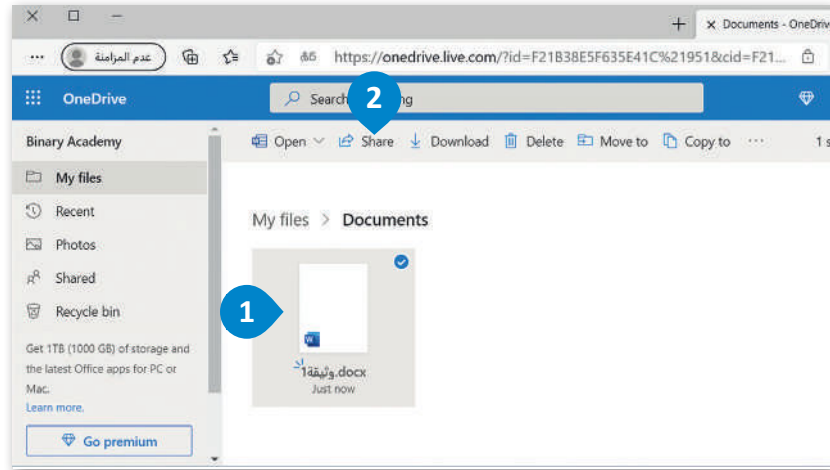 Documents - OneDriv
عدم المزامنة
https://onedrive.live.com/?id=F21B38E5F635E41C%21951&cid=F21...
OneDrive
Sear
ng
2
Binary Academy
Open
Share
Download
Delete
Move to
Copy to
1 s
My files
Recent
Photos
Shared
Recycle bin
Get 1TB (1000 GB) of storage and
the latest Office apps for PC or
Mac.
Learn more.
Go premium
My files > Documents
1
وثيقة1.docx
Just now